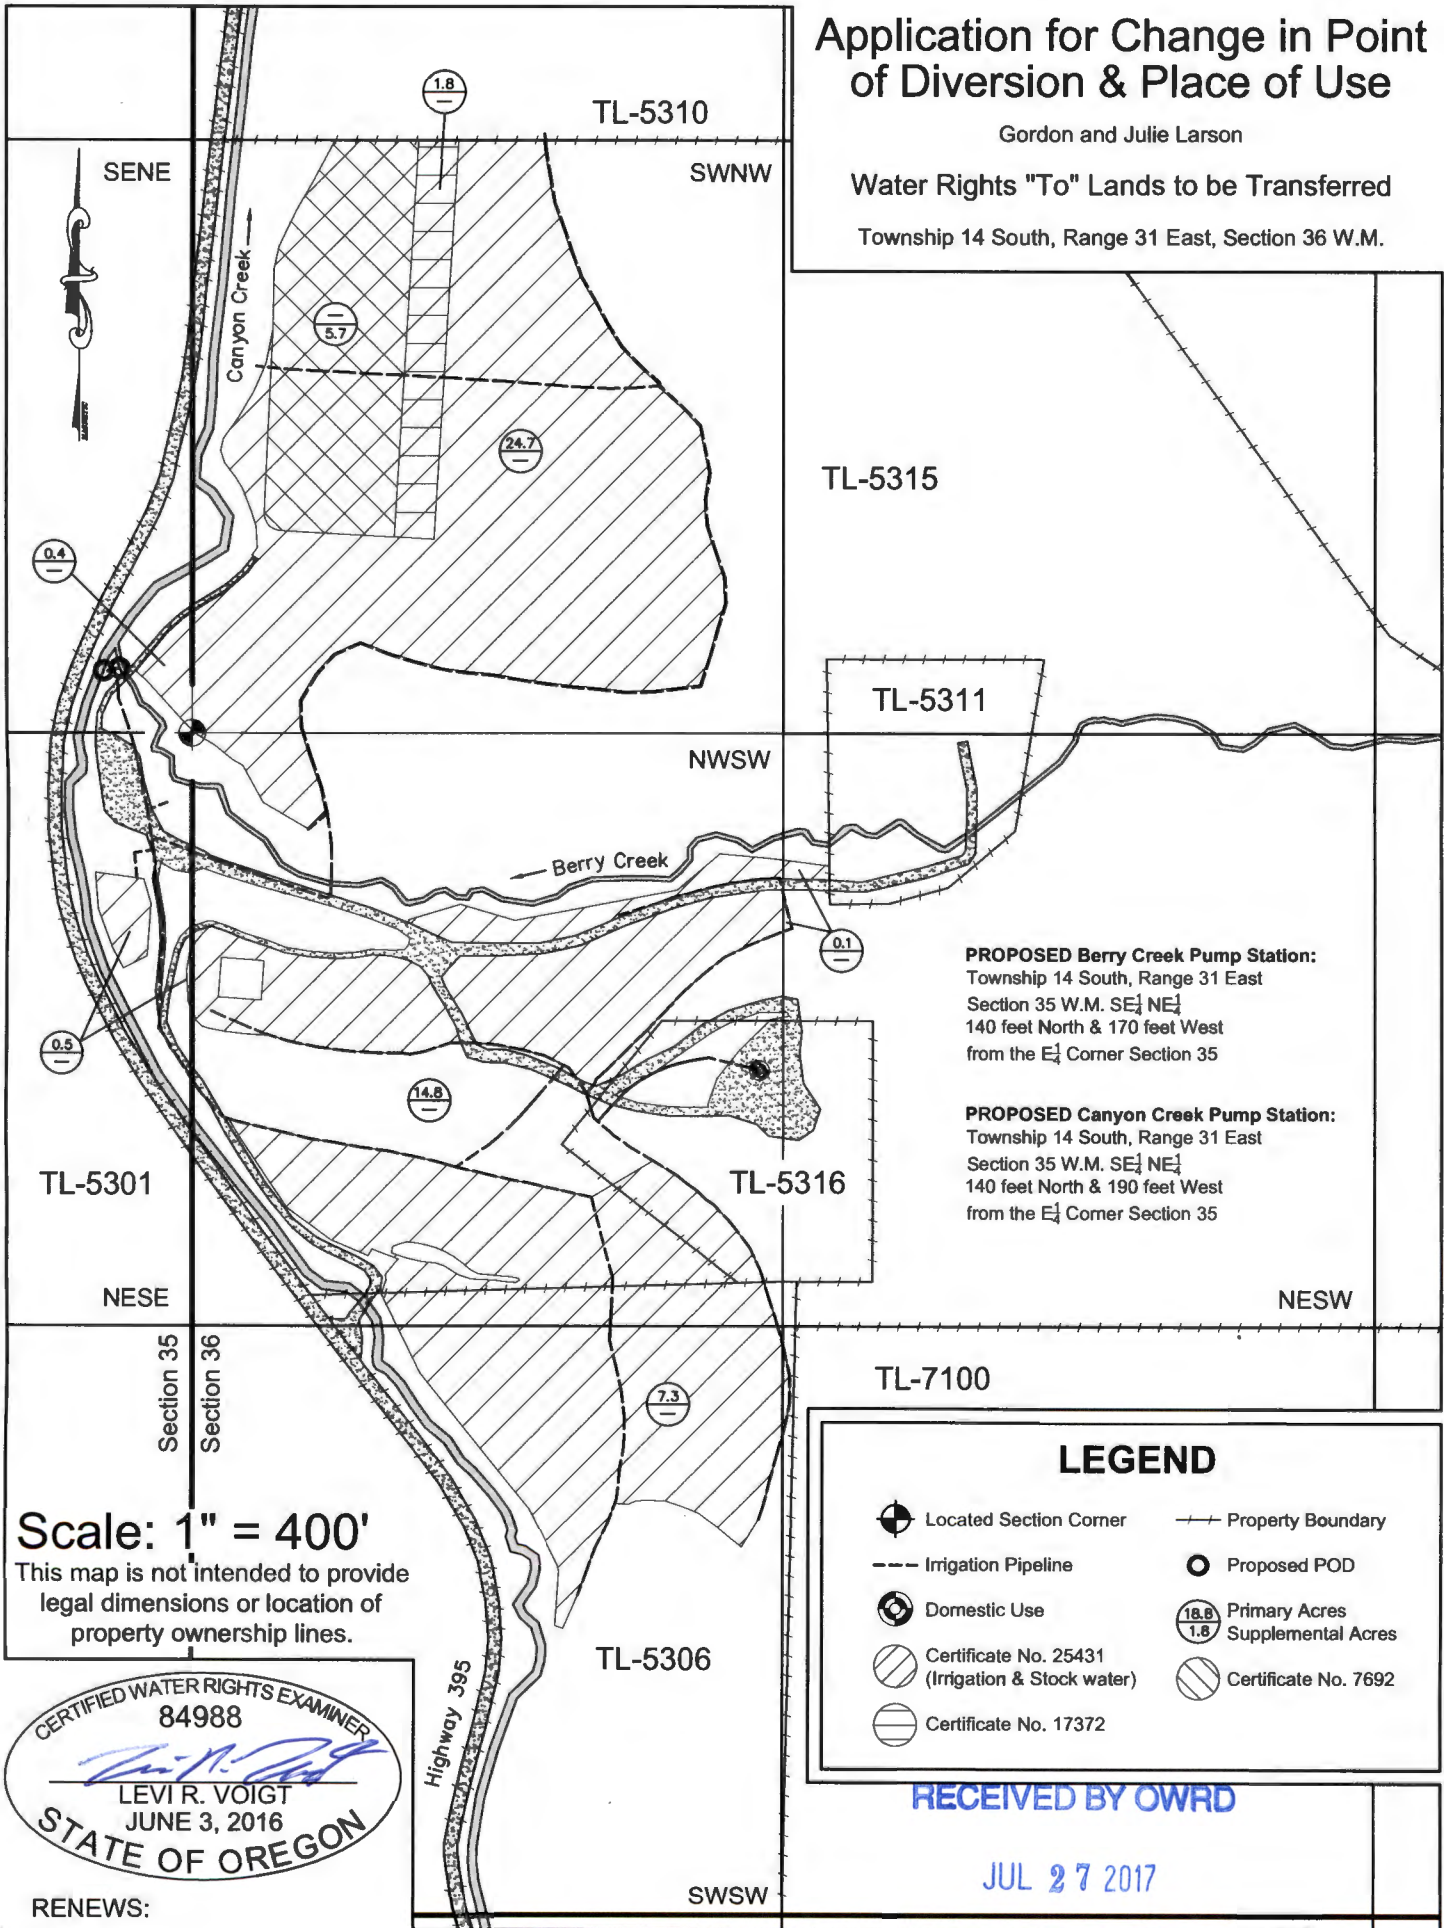 Application for Change in Point
of Diversion & Place of Use
Gordon and Julie Larson
Water Rights "To" Lands to be Transferred
Township 14 South, Range 31 East, Section 36 W.M.
1.8
—
TL-5310
SENE
SWNW
Canyon Creek
MAGNETIC
—
5.7
24.7
—
TL-5315
0.4
—
TL-5311
NWSW
Berry Creek
0.1
—
0.5
—
14.8
—
PROPOSED Berry Creek Pump Station:
Township 14 South, Range 31 East
Section 35 W.M. SE¼ NE¼
140 feet North & 170 feet West
from the E¼ Corner Section 35
PROPOSED Canyon Creek Pump Station:
Township 14 South, Range 31 East
Section 35 W.M. SE¼ NE¼
140 feet North & 190 feet West
from the E¼ Corner Section 35
TL-5301
TL-5316
NESE
NESW
Section 35
Section 36
TL-7100
7.3
—
Scale: 1" = 400'
This map is not intended to provide
legal dimensions or location of
property ownership lines.
TL-5306
Highway 395
SWSW
LEGEND
Located Section Corner
Property Boundary
Irrigation Pipeline
Proposed POD
Domestic Use
18.8
1.8
Primary Acres
Supplemental Acres
Certificate No. 25431
(Irrigation & Stock water)
Certificate No. 7692
Certificate No. 17372
CERTIFIED WATER RIGHTS EXAMINER
84988
LEVI R. VOIGT
JUNE 3, 2016
STATE OF OREGON
RENEWS:
RECEIVED BY OWRD
JUL 27 2017